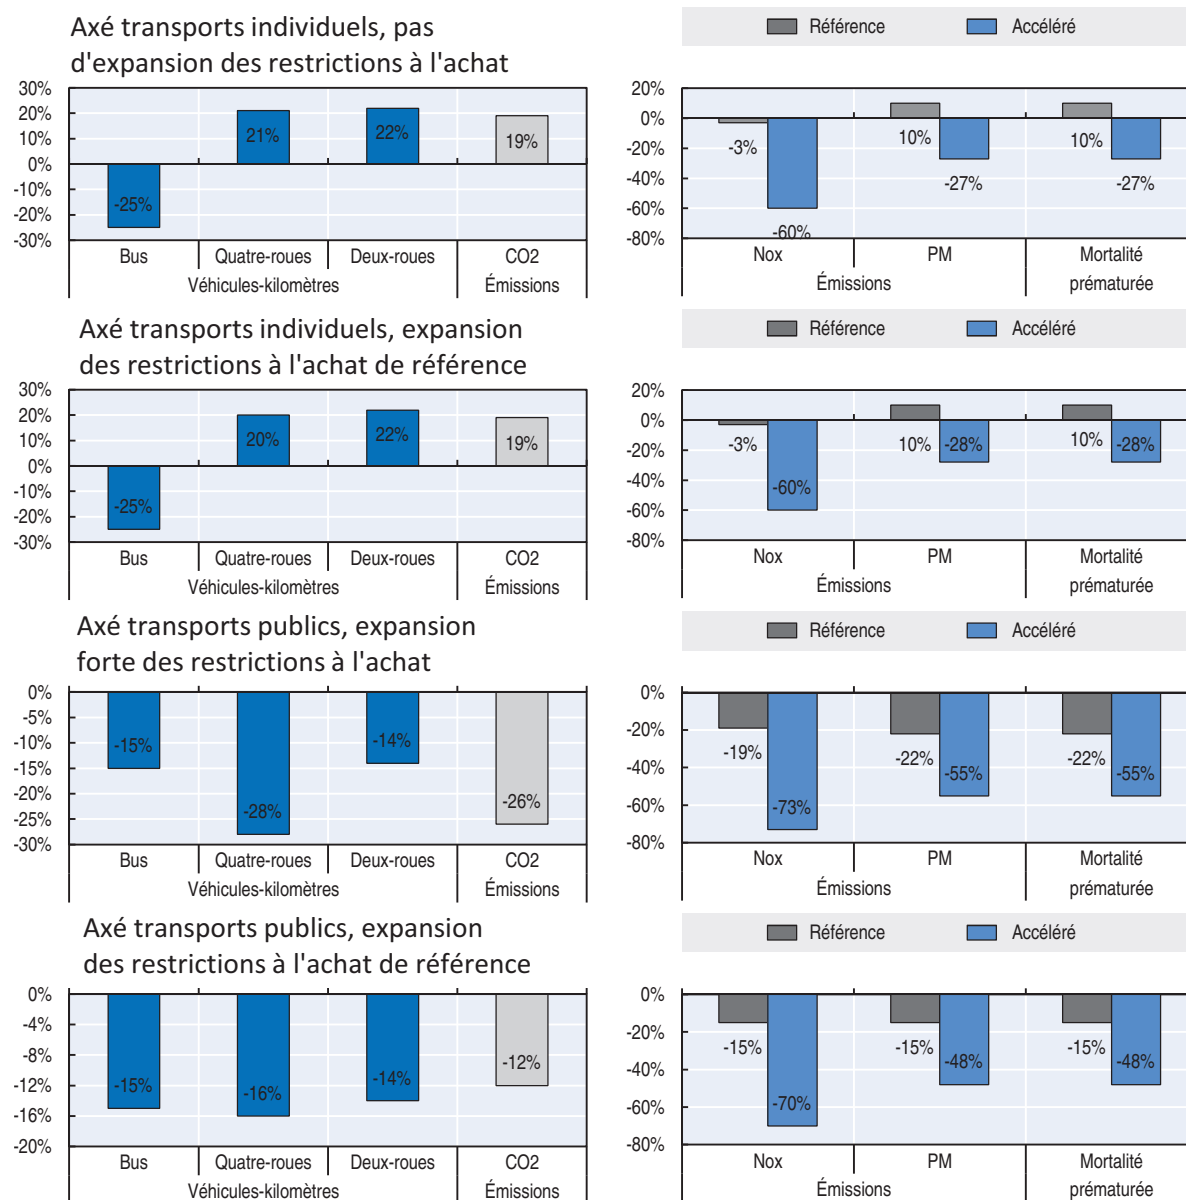 Axé transports individuels, pas
d'expansion des restrictions à l'achat
30%
20%
10%
0%
-10%
-20%
-30%
-25%
21%
22%
19%
Bus
Quatre-roues
Deux-roues
CO2
Véhicules-kilomètres
Émissions
Référence
Accéléré
20%
0%
-20%
-40%
-60%
-80%
-3%
-60%
10%
-27%
10%
-27%
Nox
PM
Mortalité
Émissions
prématurée
Axé transports individuels, expansion
des restrictions à l'achat de référence
30%
20%
10%
0%
-10%
-20%
-30%
-25%
20%
22%
19%
Bus
Quatre-roues
Deux-roues
CO2
Véhicules-kilomètres
Émissions
Référence
Accéléré
20%
0%
-20%
-40%
-60%
-80%
-3%
-60%
10%
-28%
10%
-28%
Nox
PM
Mortalité
Émissions
prématurée
Axé transports publics, expansion
forte des restrictions à l'achat
0%
-5%
-10%
-15%
-20%
-25%
-30%
-15%
-28%
-14%
-26%
Bus
Quatre-roues
Deux-roues
CO2
Véhicules-kilomètres
Émissions
Référence
Accéléré
0%
-20%
-40%
-60%
-80%
-19%
-73%
-22%
-55%
-22%
-55%
Nox
PM
Mortalité
Émissions
prématurée
Axé transports publics, expansion
des restrictions à l'achat de référence
0%
-4%
-8%
-12%
-16%
-20%
-15%
-16%
-14%
-12%
Bus
Quatre-roues
Deux-roues
CO2
Véhicules-kilomètres
Émissions
Référence
Accéléré
0%
-20%
-40%
-60%
-80%
-15%
-70%
-15%
-48%
-15%
-48%
Nox
PM
Mortalité
Émissions
prématurée